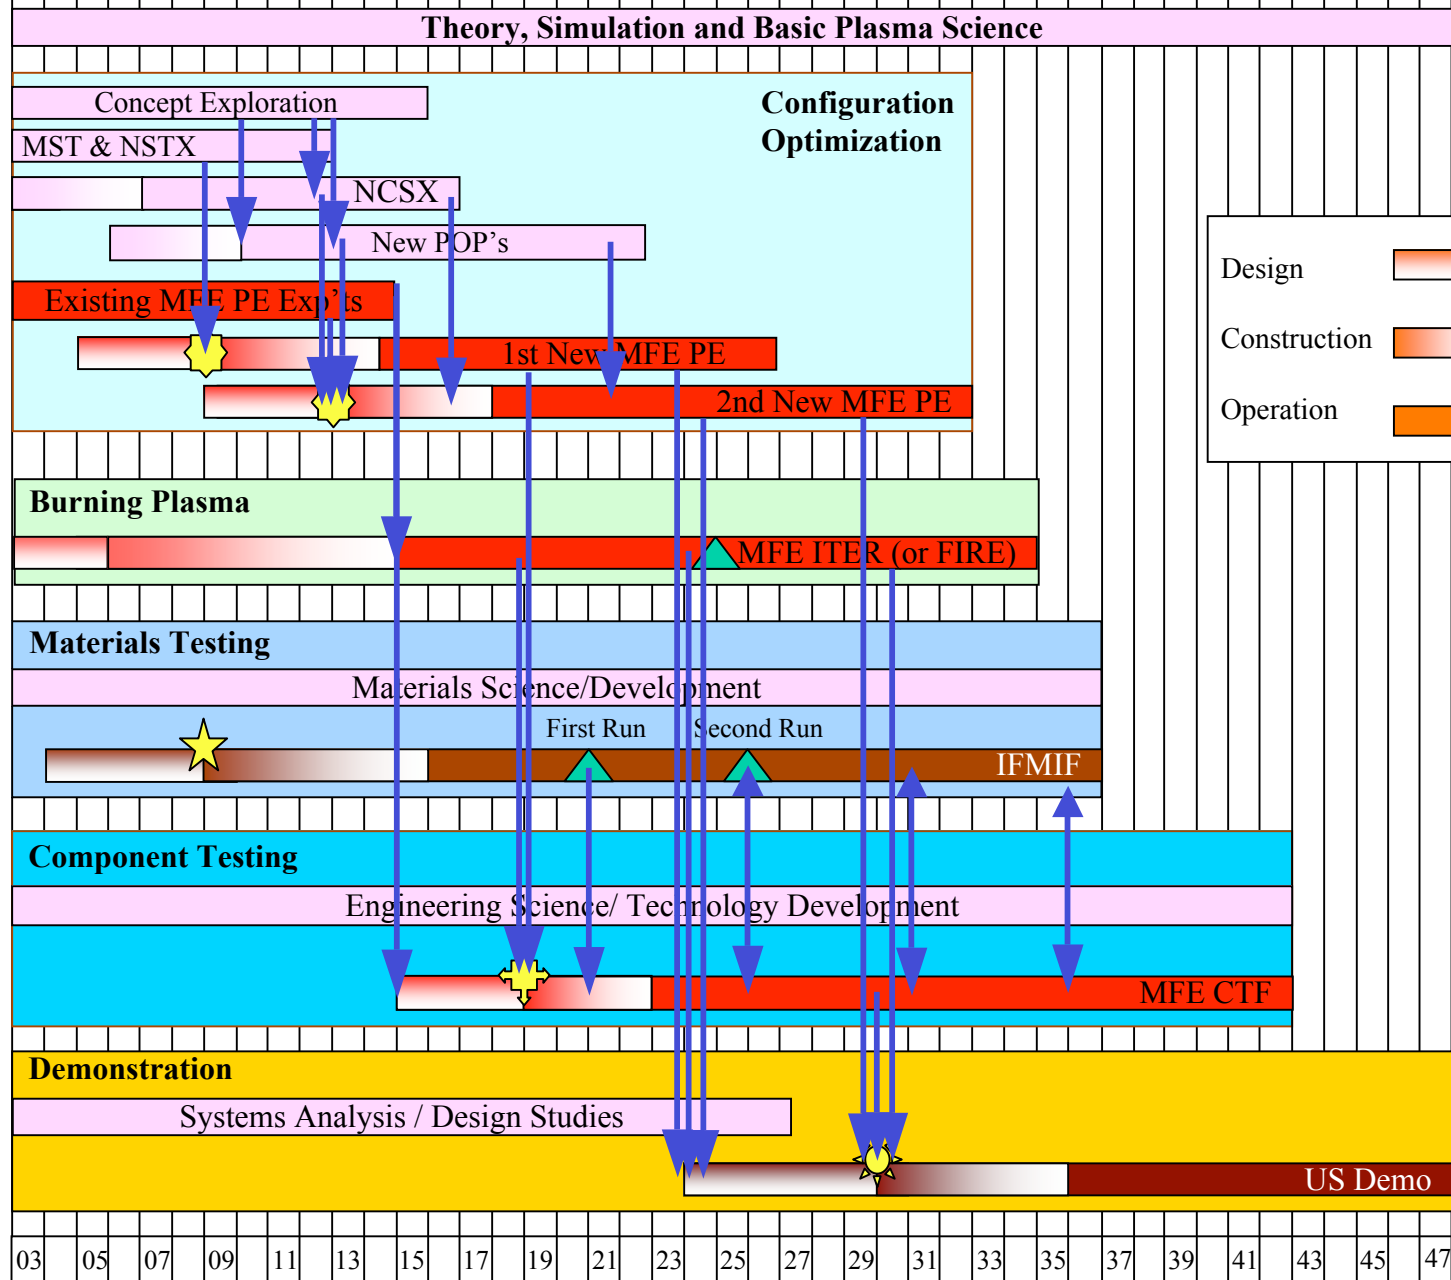 Theory, Simulation and Basic Plasma Science
Concept Exploration
Configuration
Optimization
MST & NSTX
NCSX
New POP's
Existing MFE PE Exp'ts
1st New MFE PE
2nd New MFE PE
Design
Construction
Operation
Burning Plasma
MFE ITER (or FIRE)
Materials Testing
Materials Science/Development
First Run
Second Run
IFMIF
Component Testing
Engineering Science/ Technology Development
MFE CTF
Demonstration
Systems Analysis / Design Studies
US Demo
03 05 07 09 11 13 15 17 19 21 23 25 27 29 31 33 35 37 39 41 43 45 47